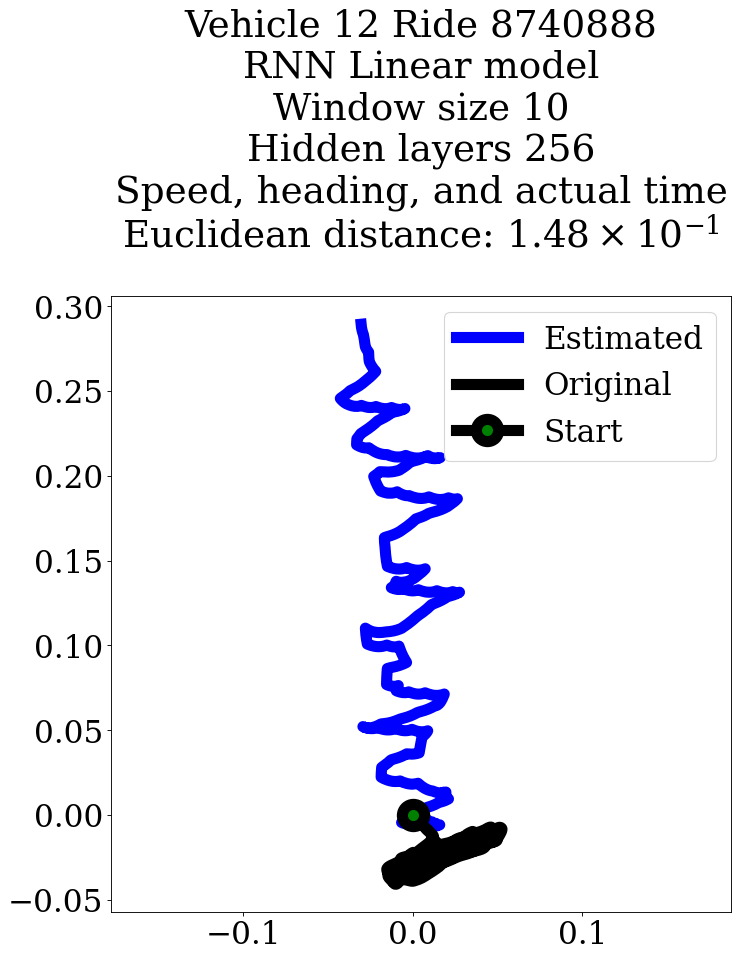 Vehicle 12 Ride 8740888
RNN Linear model
Window size 10
Hidden layers 256
Speed, heading, and actual time
Euclidean distance: 1.48 × 10⁻¹
0.30
0.25
0.20
0.15
0.10
0.05
0.00
−0.05
Estimated
Original
Start
−0.1
0.0
0.1